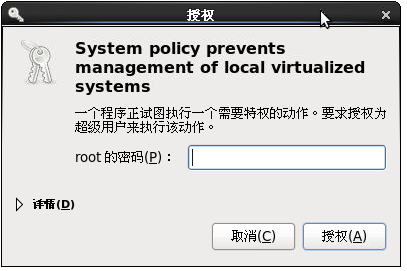 授权
System policy prevents
management of local virtualized
systems
一个程序正试图执行一个需要特权的动作。要求授权为
超级用户来执行该动作。
root 的密码(P)：
详情(D)
取消(C)
授权(A)